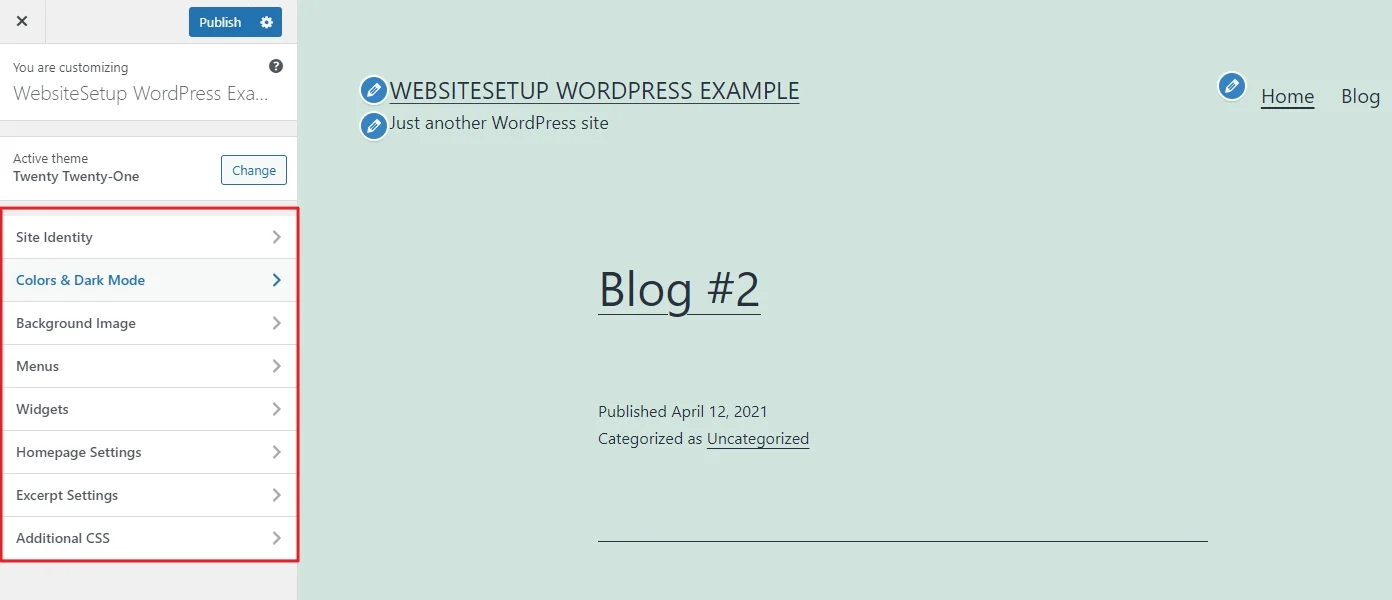 Publish
You are customizing
WebsiteSetup WordPress Exa...
Active theme
Twenty Twenty-One
Change
Site Identity
Colors & Dark Mode
Background Image
Menus
Widgets
Homepage Settings
Excerpt Settings
Additional CSS
WEBSITESETUP WORDPRESS EXAMPLE
Just another WordPress site
Home Blog
Blog #2
Published April 12, 2021
Categorized as Uncategorized